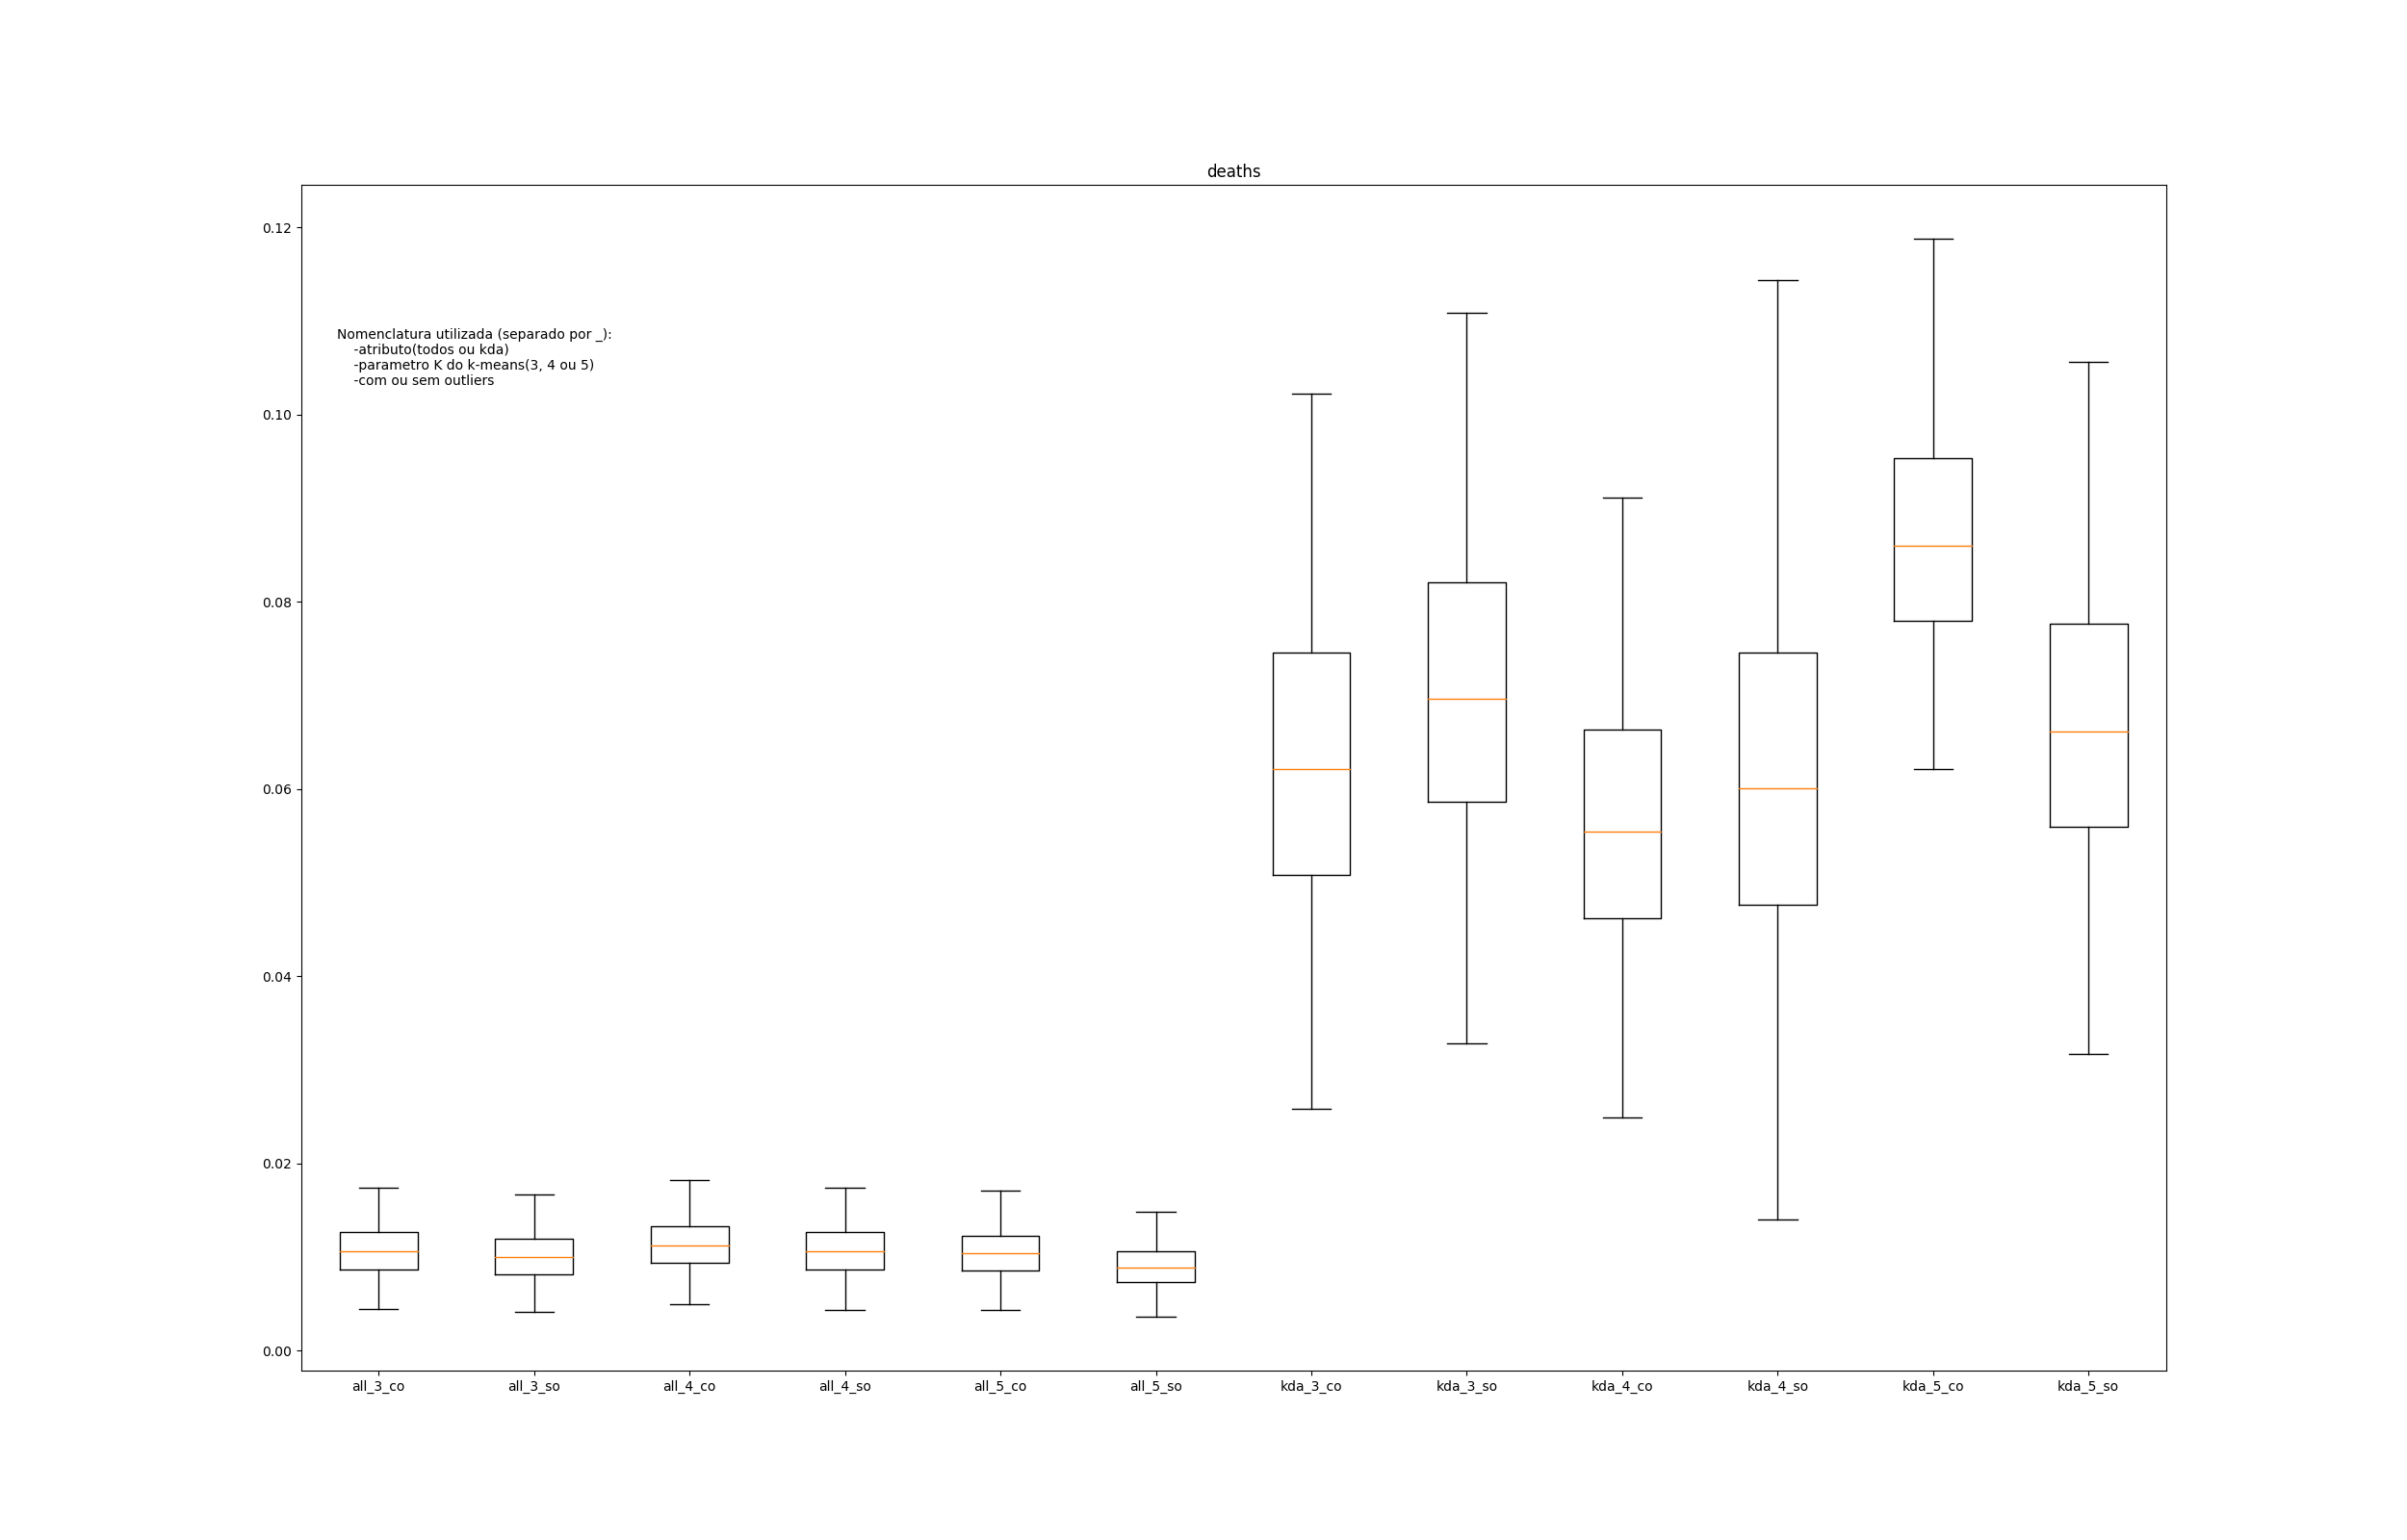 deaths
0.12
0.10
0.08
0.06
0.04
0.02
0.00
Nomenclatura utilizada (separado por _):
-atributo(todos ou kda)
-parametro K do k-means(3, 4 ou 5)
-com ou sem outliers
all_3_co all_3_so all_4_co all_4_so all_5_co all_5_so kda_3_co kda_3_so kda_4_co kda_4_so kda_5_co kda_5_so